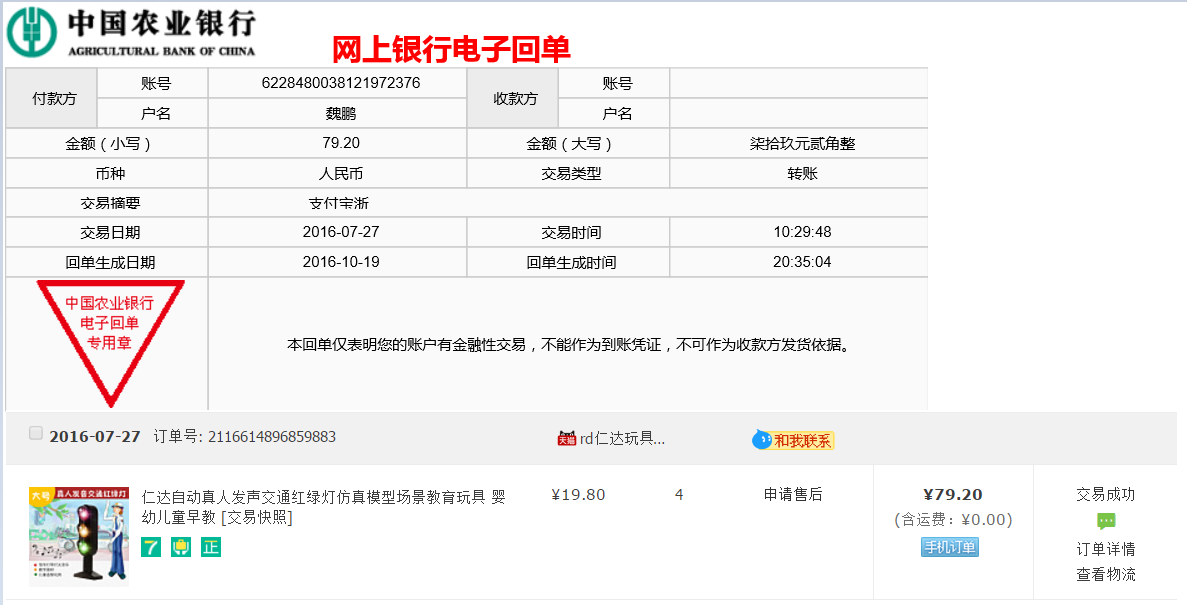 中国农业银行
AGRICULTURAL BANK OF CHINA
网上银行电子回单
付款方 账号 6228480038121972376 收款方 账号
户名 魏鹏 户名
金额（小写） 79.20 金额（大写） 柒拾玖元贰角整
币种 人民币 交易类型 转账
交易摘要 支付宝浙
交易日期 2016-07-27 交易时间 10:29:48
回单生成日期 2016-10-19 回单生成时间 20:35:04
中国农业银行
电子回单
专用章
本回单仅表明您的账户有金融性交易，不能作为到账凭证，不可作为收款方发货依据。
2016-07-27 订单号: 2116614896859883 天猫 rd仁达玩具... 和我联系
大号 真人发音交通红绿灯
仁达自动真人发声交通红绿灯仿真模型场景教育玩具 婴 ¥19.80 4 申请售后 ¥79.20 交易成功
幼儿童早教 [交易快照] (含运费: ¥0.00)
7 正 手机订单 订单详情
查看物流